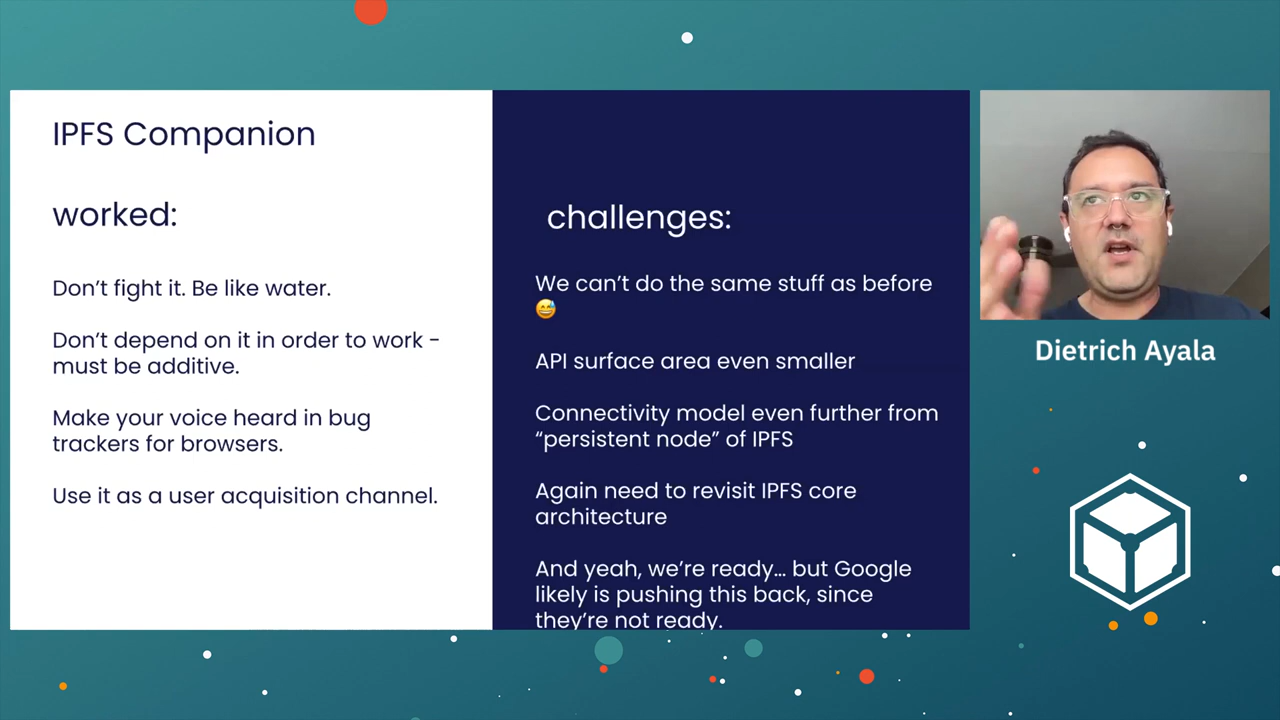 IPFS Companion
worked:
Don’t fight it. Be like water.
Don’t depend on it in order to work -
must be additive.
Make your voice heard in bug
trackers for browsers.
Use it as a user acquisition channel.
challenges:
We can’t do the same stuff as before
😅
API surface area even smaller
Connectivity model even further from
“persistent node” of IPFS
Again need to revisit IPFS core
architecture
And yeah, we’re ready… but Google
likely is pushing this back, since
they’re not ready.
Dietrich Ayala